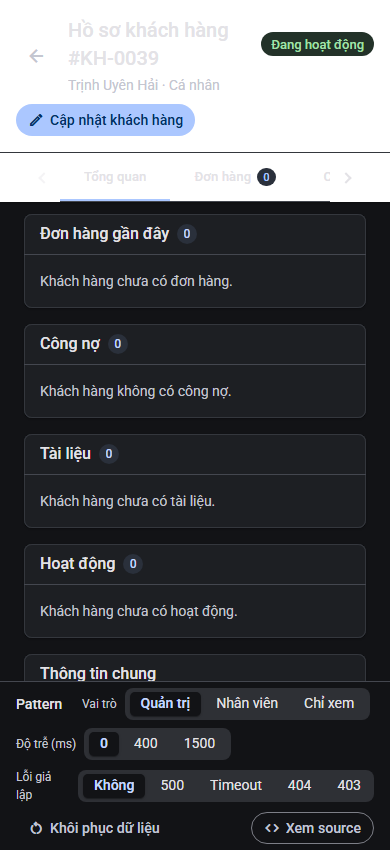 Hồ sơ khách hàng
#KH-0039
Đang hoạt động
Trịnh Uyên Hải · Cá nhân
Cập nhật khách hàng
Tổng quan
Đơn hàng 0
Đơn hàng gần đây 0
Khách hàng chưa có đơn hàng.
Công nợ 0
Khách hàng không có công nợ.
Tài liệu 0
Khách hàng chưa có tài liệu.
Hoạt động 0
Khách hàng chưa có hoạt động.
Thông tin chung
Pattern Vai trò Quản trị Nhân viên Chỉ xem
Độ trễ (ms) 0 400 1500
Lỗi giả
lập
Không 500 Timeout 404 403
Khôi phục dữ liệu
Xem source